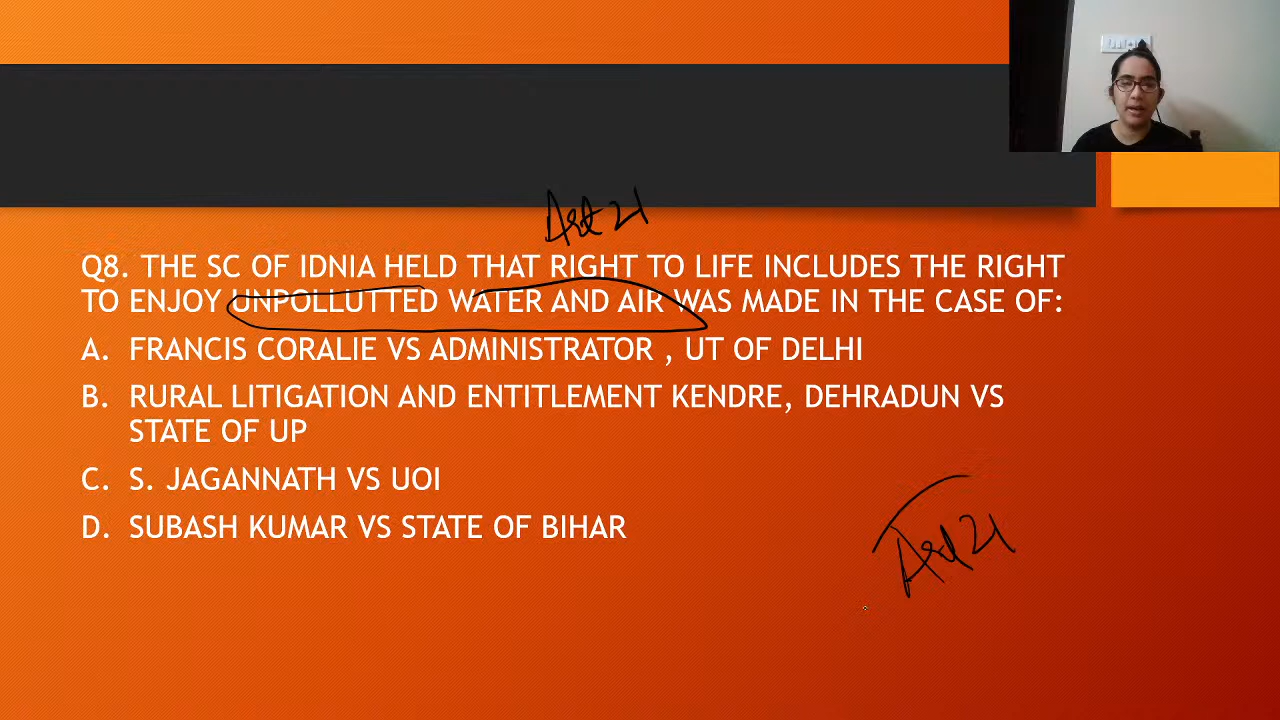 Art 21
Q8. THE SC OF IDNIA HELD THAT RIGHT TO LIFE INCLUDES THE RIGHT
TO ENJOY UNPOLLUTTED WATER AND AIR WAS MADE IN THE CASE OF:
A. FRANCIS CORALIE VS ADMINISTRATOR , UT OF DELHI
B. RURAL LITIGATION AND ENTITLEMENT KENDRE, DEHRADUN VS
STATE OF UP
C. S. JAGANNATH VS UOI
D. SUBASH KUMAR VS STATE OF BIHAR
Art 21